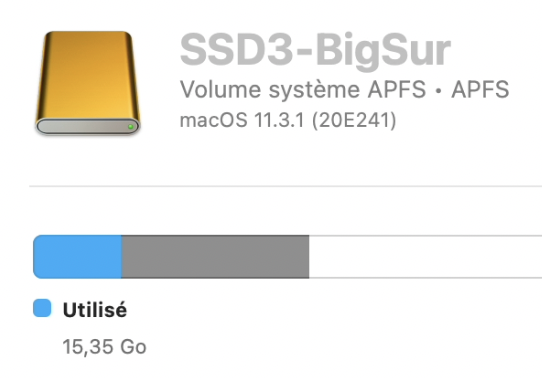 SSD3-BigSur
Volume système APFS • APFS
macOS 11.3.1 (20E241)
Utilisé
15,35 Go